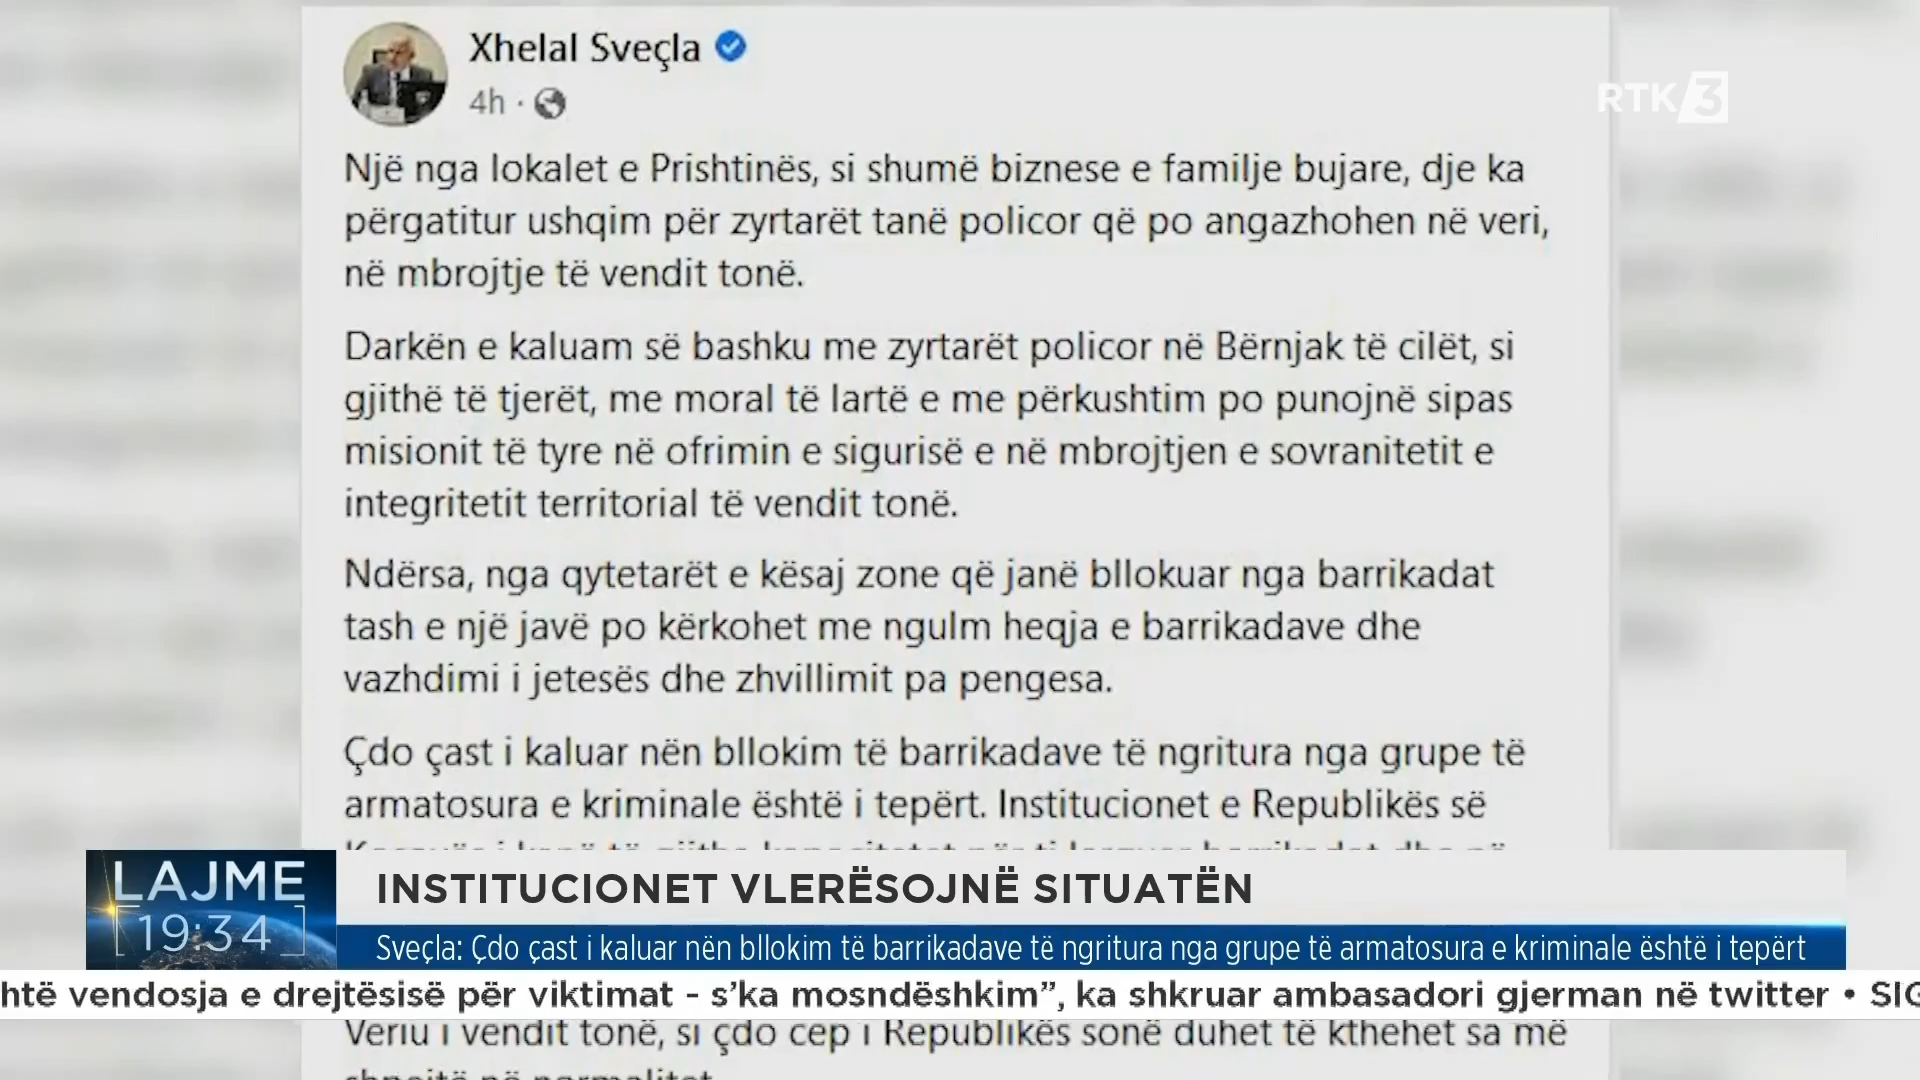 Xhelal Sveçla
4h ·
RTK 3
Një nga lokalet e Prishtinës, si shumë biznese e familje bujare, dje ka
përgatitur ushqim për zyrtarët tanë policor që po angazhohen në veri,
në mbrojtje të vendit tonë.
Darkën e kaluam së bashku me zyrtarët policor në Bërnjak të cilët, si
gjithë të tjerët, me moral të lartë e me përkushtim po punojnë sipas
misionit të tyre në ofrimin e sigurisë e në mbrojtjen e sovranitetit e
integritetit territorial të vendit tonë.
Ndërsa, nga qytetarët e kësaj zone që janë bllokuar nga barrikadat
tash e një javë po kërkohet me ngulm heqja e barrikadave dhe
vazhdimi i jetesës dhe zhvillimit pa pengesa.
Çdo çast i kaluar nën bllokim të barrikadave të ngritura nga grupe të
armatosura e kriminale është i tepërt. Institucionet e Republikës së
LAJME
19:34
INSTITUCIONET VLERËSOJNË SITUATËN
Sveçla: Çdo çast i kaluar nën bllokim të barrikadave të ngritura nga grupe të armatosura e kriminale është i tepërt
htë vendosja e drejtësisë për viktimat - s'ka mosndëshkim”, ka shkruar ambasadori gjerman në twitter • SIG
Veriu i vendit tonë, si çdo cep i Republikës sonë duhet të kthehet sa më